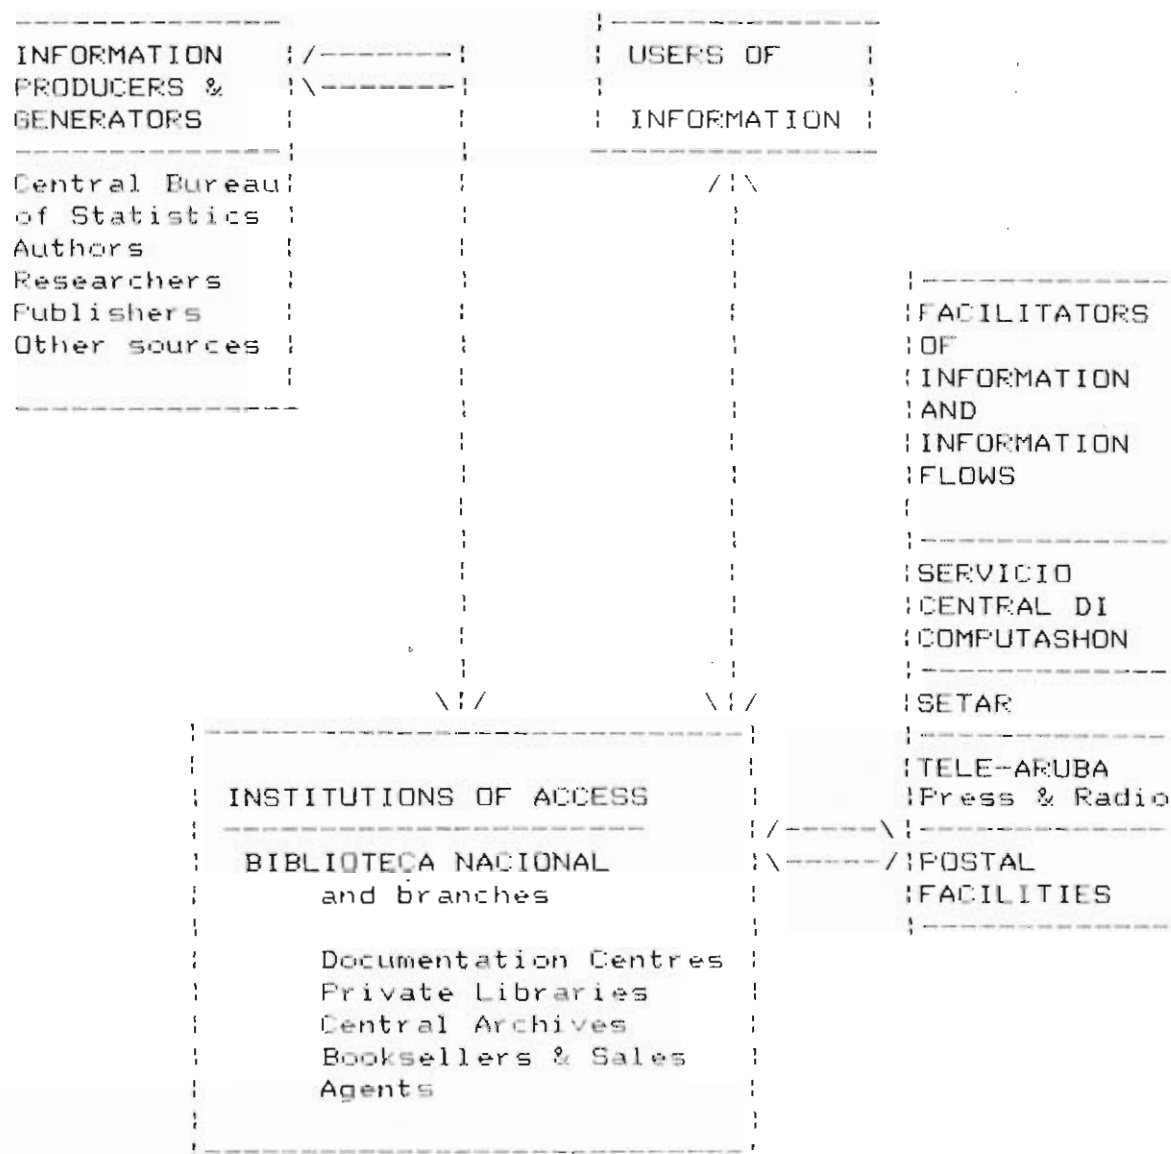 INFORMATION
PRODUCERS &
GENERATORS
Central Bureau
of Statistics
Authors
Researchers
Publishers
Other sources
USERS OF
INFORMATION
FACILITATORS
OF
INFORMATION
AND
INFORMATION
FLOWS
SERVICIO
CENTRAL DI
COMPUTASHON
SETAR
TELE-ARUBA
Press & Radio
POSTAL
FACILITIES
INSTITUTIONS OF ACCESS
BIBLIOTECA NACIONAL
and branches
Documentation Centres
Private Libraries
Central Archives
Booksellers & Sales
Agents